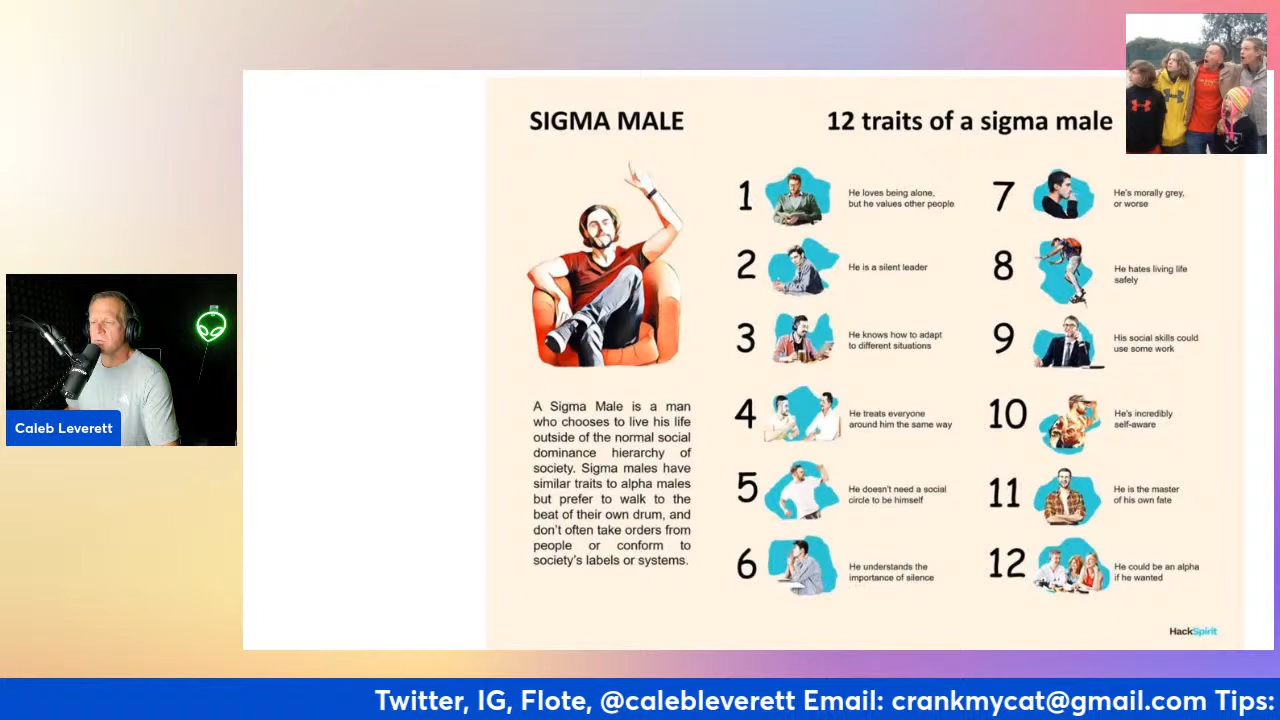 SIGMA MALE
12 traits of a sigma male
1
He loves being alone,
but he values other people
2
He is a silent leader
3
He knows how to adapt
to different situations
4
He treats everyone
around him the same way
5
He doesn't need a social
circle to be himself
6
He understands the
importance of silence
7
He's morally grey,
or worse
8
He hates living life
safely
9
His social skills could
use some work
10
He's incredibly
self-aware
11
He is the master
of his own fate
12
He could be an alpha
if he wanted
A Sigma Male is a man
who chooses to live his life
outside of the normal social
dominance hierarchy of
society. Sigma males have
similar traits to alpha males
but prefer to walk to the
beat of their own drum, and
don't often take orders from
people or conform to
society's labels or systems.
HackSpirit
Caleb Leverett
Twitter, IG, Flote, @calebleverett Email: crankmycat@gmail.com Tips: